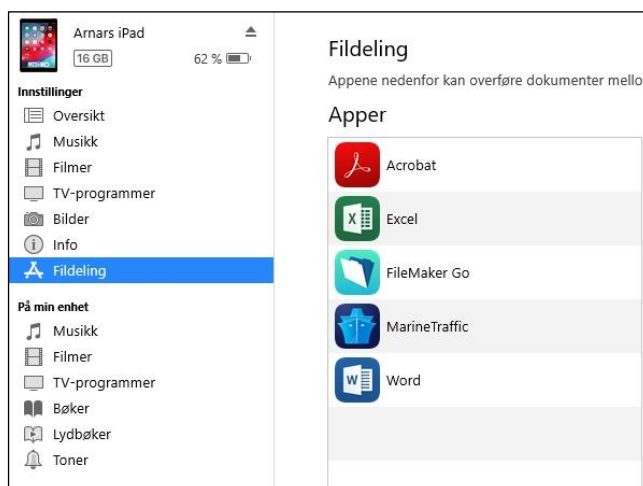 Arnars iPad
16 GB
62 %
Innstillinger
Oversikt
Musikk
Filmer
TV-programmer
Bilder
Info
Fildeling
På min enhet
Musikk
Filmer
TV-programmer
Bøker
Lydbøker
Toner
Fildeling
Appene nedenfor kan overføre dokumenter mello
Apper
Acrobat
Excel
FileMaker Go
MarineTraffic
Word